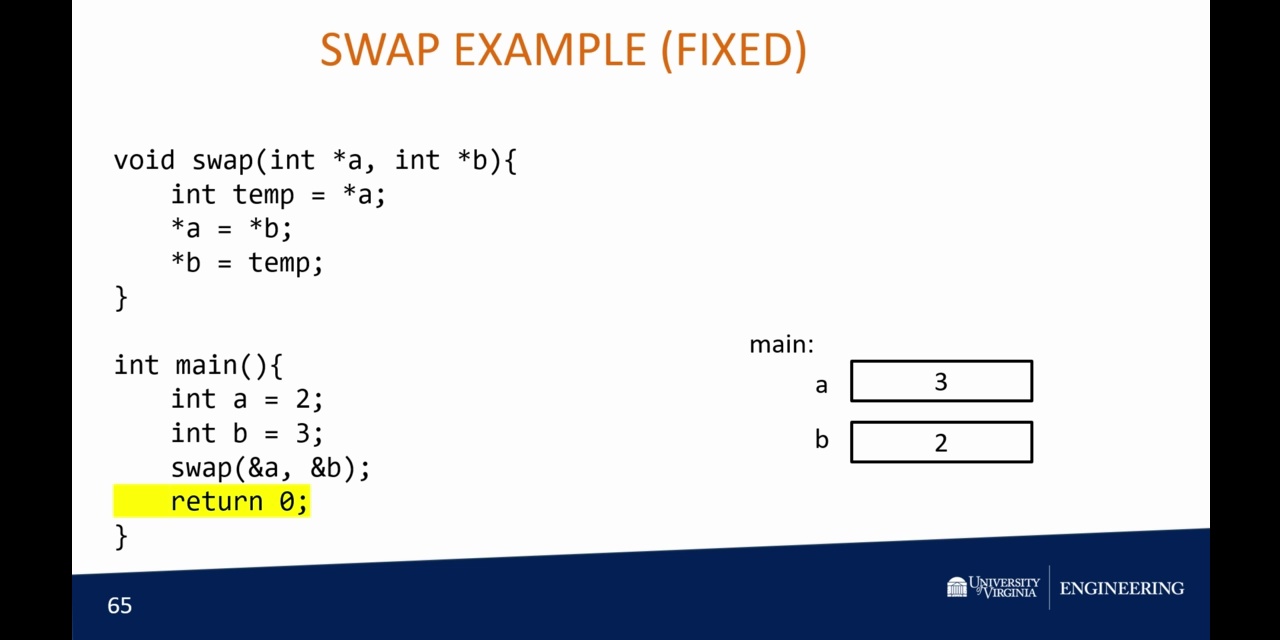 SWAP EXAMPLE (FIXED)
void swap(int *a, int *b){
int temp = *a;
*a = *b;
*b = temp;
}
int main(){
int a = 2;
int b = 3;
swap(&a, &b);
return 0;
}
main:
a 3
b 2
65
UNIVERSITY
of VIRGINIA
ENGINEERING